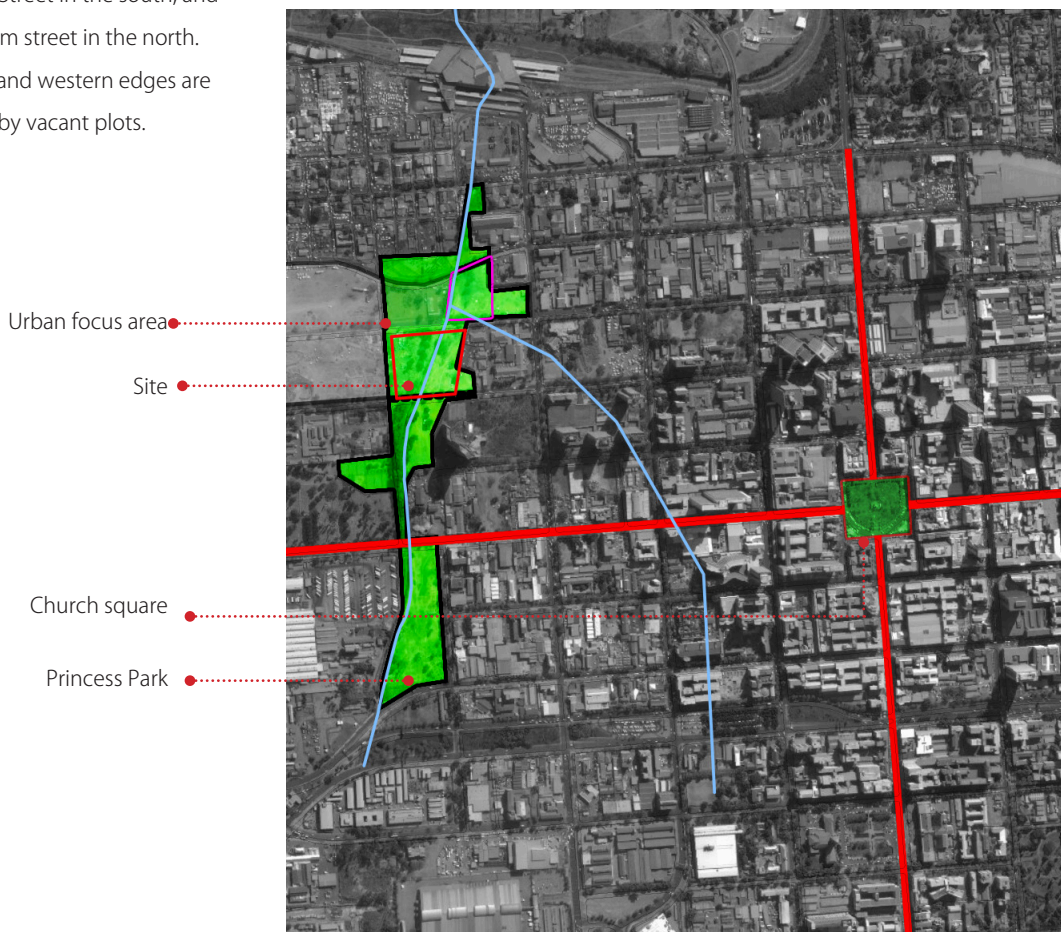 street in the south, and
m street in the north.
and western edges are
by vacant plots.
Urban focus area
Site
Church square
Princess Park